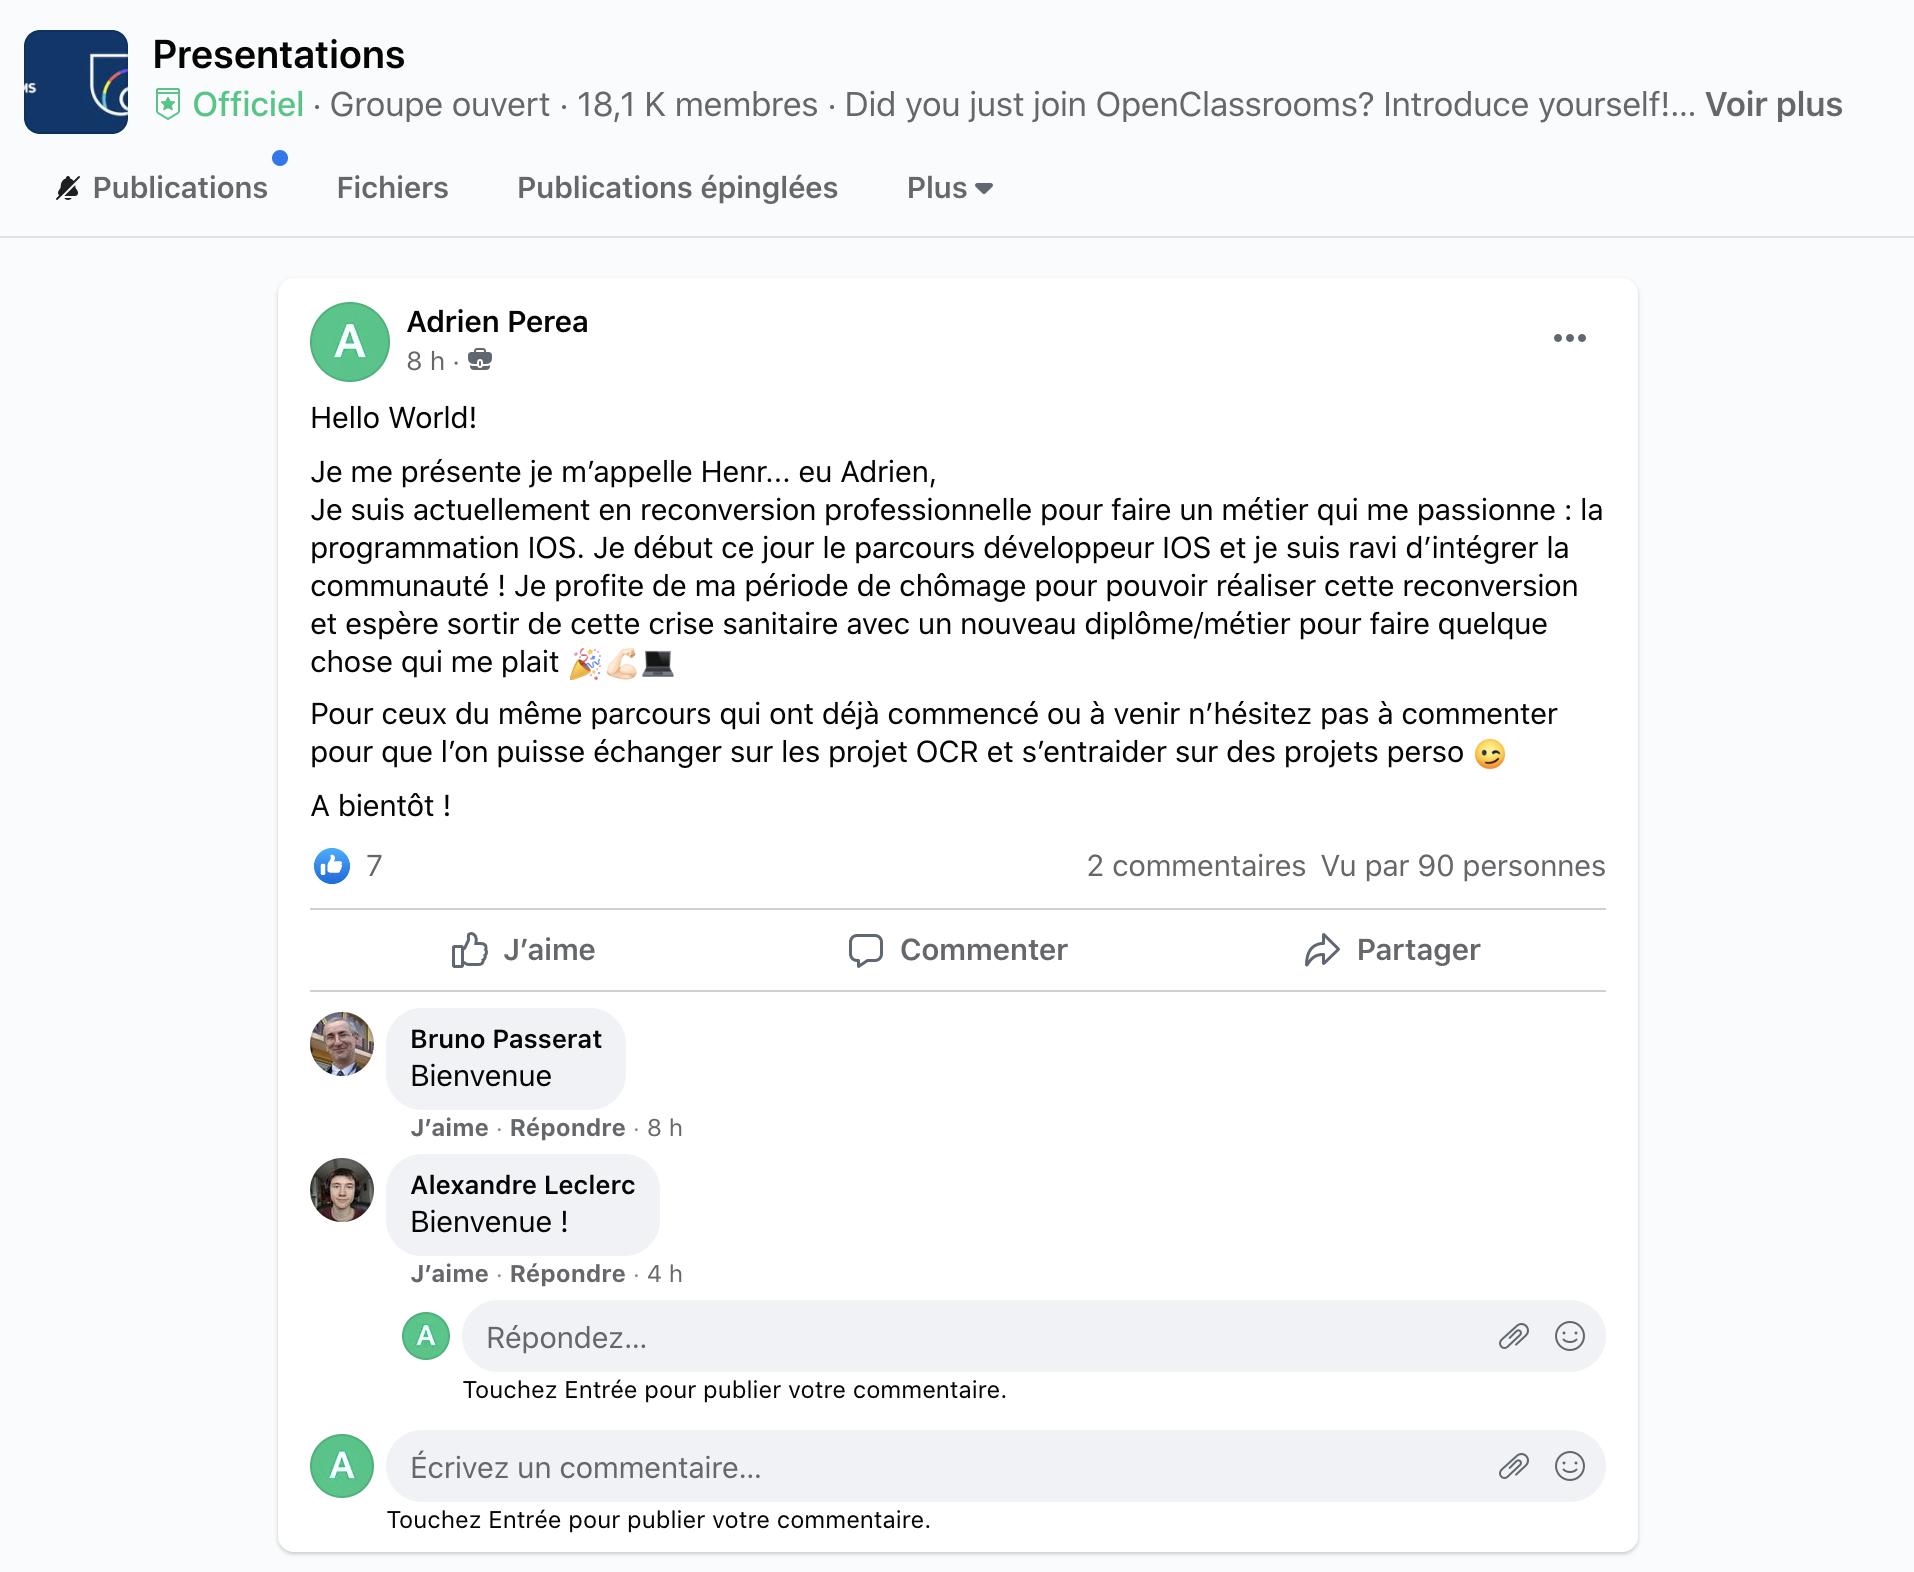 MS
Presentations
Officiel · Groupe ouvert · 18,1 K membres · Did you just join OpenClassrooms? Introduce yourself!... Voir plus
Publications Fichiers Publications épinglées Plus
A
Adrien Perea
8 h ·
Hello World!
Je me présente je m’appelle Henr... eu Adrien,
Je suis actuellement en reconversion professionnelle pour faire un métier qui me passionne : la
programmation IOS. Je début ce jour le parcours développeur IOS et je suis ravi d’intégrer la
communauté ! Je profite de ma période de chômage pour pouvoir réaliser cette reconversion
et espère sortir de cette crise sanitaire avec un nouveau diplôme/métier pour faire quelque
chose qui me plait 🎉💪🏻💻
Pour ceux du même parcours qui ont déjà commencé ou à venir n’hésitez pas à commenter
pour que l’on puisse échanger sur les projet OCR et s’entraider sur des projets perso 😉
A bientôt !
7 2 commentaires Vu par 90 personnes
J’aime Commenter Partager
Bruno Passerat
Bienvenue
J’aime · Répondre · 8 h
Alexandre Leclerc
Bienvenue !
J’aime · Répondre · 4 h
A Répondez...
Touchez Entrée pour publier votre commentaire.
A Écrivez un commentaire...
Touchez Entrée pour publier votre commentaire.